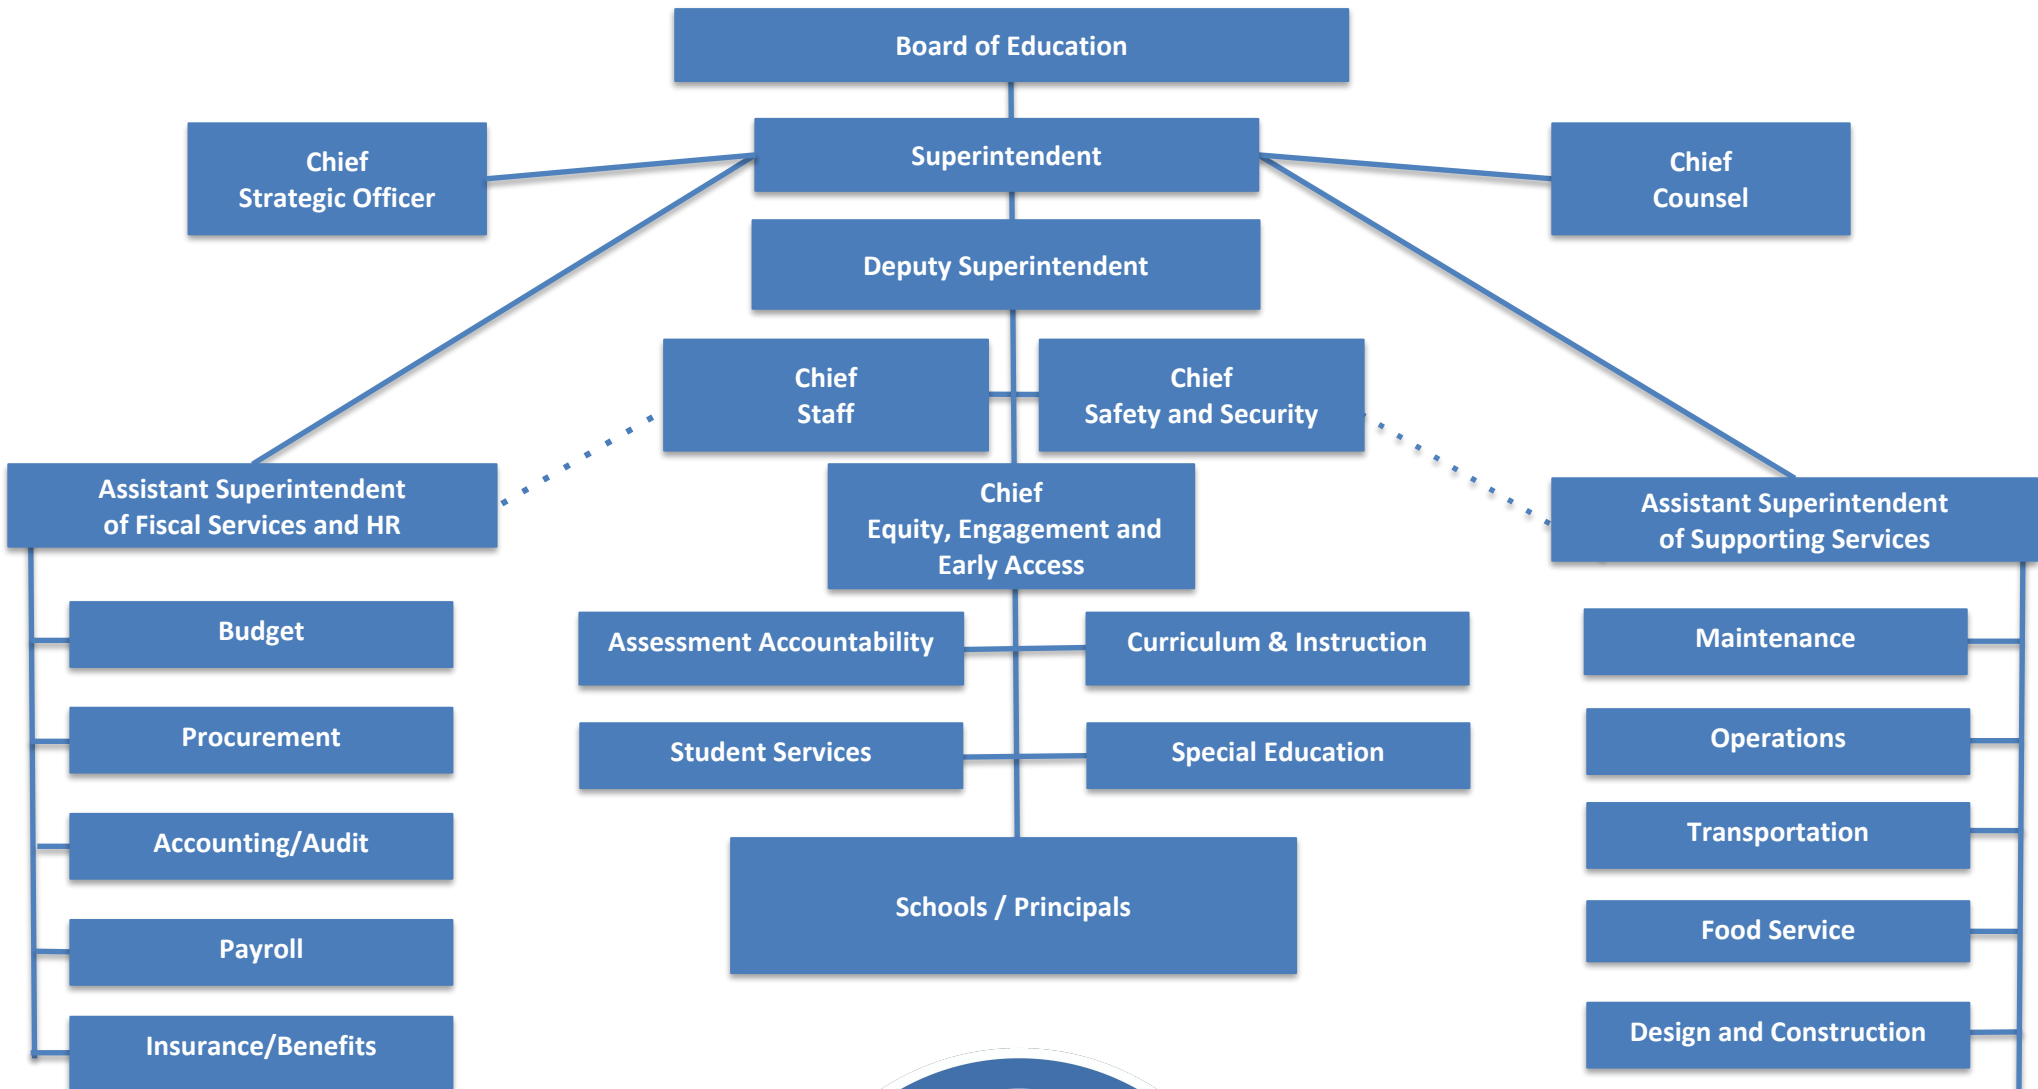 Board of Education
Chief
Strategic Officer
Superintendent
Chief
Counsel
Deputy Superintendent
Chief
Staff
Chief
Safety and Security
Assistant Superintendent
of Fiscal Services and HR
Chief
Equity, Engagement and
Early Access
Assistant Superintendent
of Supporting Services
Budget
Procurement
Accounting/Audit
Payroll
Insurance/Benefits
Assessment Accountability
Curriculum & Instruction
Student Services
Special Education
Schools / Principals
Maintenance
Operations
Transportation
Food Service
Design and Construction